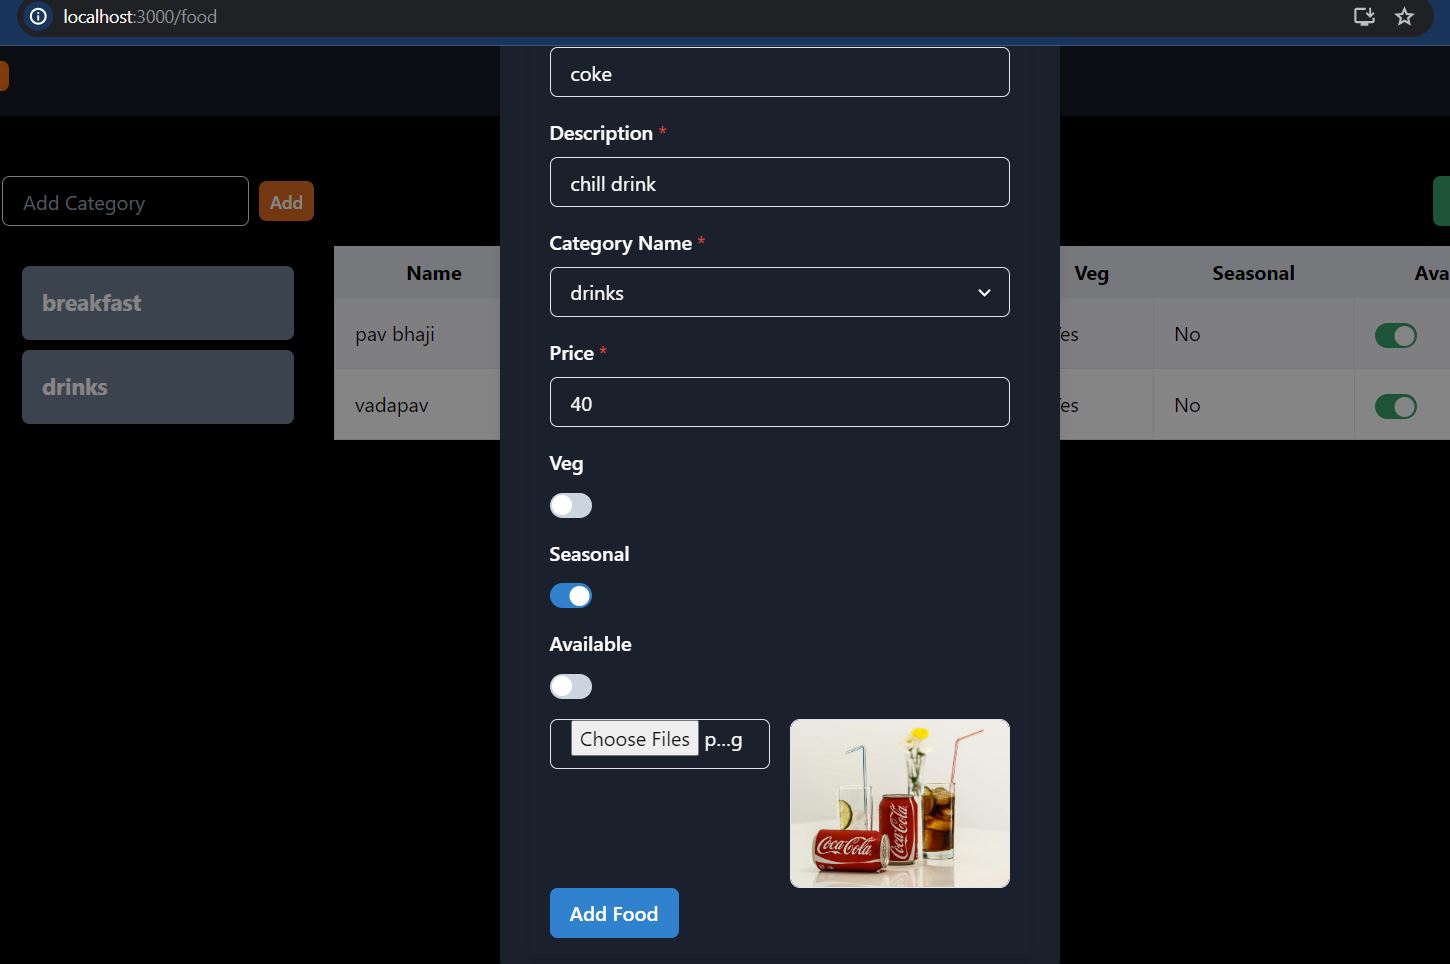 localhost:3000/food
coke
Description *
chill drink
Add Category
Add
Category Name *
drinks
breakfast
drinks
Name
Veg
Seasonal
Ava
pav bhaji
es
No
vadapav
es
No
Price *
40
Veg
Seasonal
Available
Choose Files p...g
Coca-Cola
Coca-Cola
Add Food